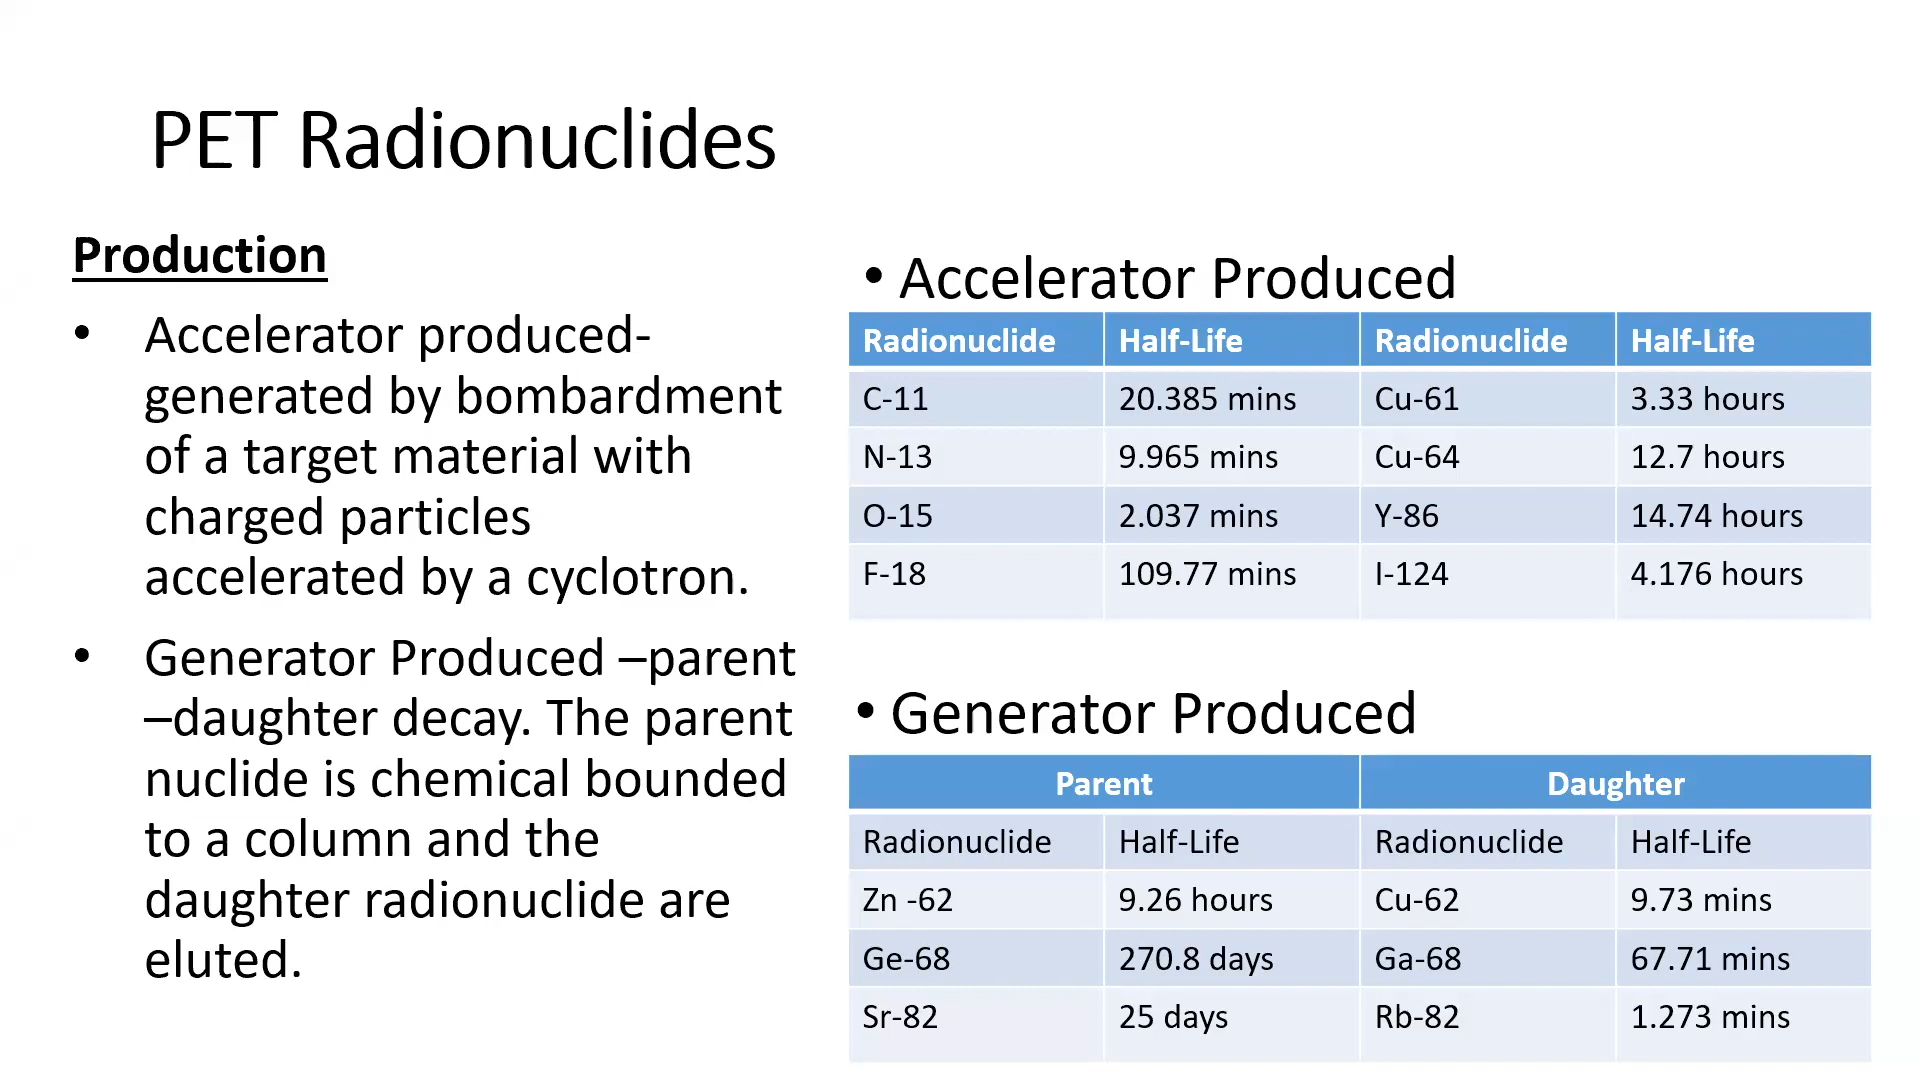 PET Radionuclides
Production
• Accelerator produced-
generated by bombardment
of a target material with
charged particles
accelerated by a cyclotron.
• Generator Produced –parent
–daughter decay. The parent
nuclide is chemical bounded
to a column and the
daughter radionuclide are
eluted.
• Accelerator Produced
Radionuclide Half-Life Radionuclide Half-Life
C-11 20.385 mins Cu-61 3.33 hours
N-13 9.965 mins Cu-64 12.7 hours
O-15 2.037 mins Y-86 14.74 hours
F-18 109.77 mins I-124 4.176 hours
• Generator Produced
Parent Daughter
Radionuclide Half-Life Radionuclide Half-Life
Zn -62 9.26 hours Cu-62 9.73 mins
Ge-68 270.8 days Ga-68 67.71 mins
Sr-82 25 days Rb-82 1.273 mins